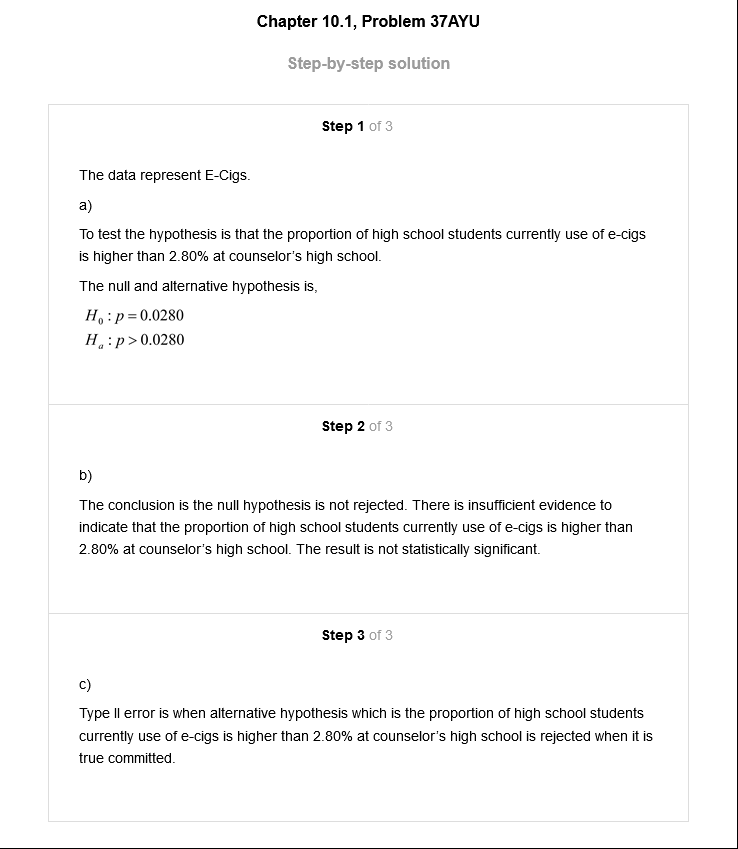 Chapter 10.1, Problem 37AYU
Step-by-step solution
Step 1 of 3
The data represent E-Cigs.
a)
To test the hypothesis is that the proportion of high school students currently use of e-cigs
is higher than 2.80% at counselor's high school.
The null and alternative hypothesis is,
H₀ : p = 0.0280
Hₐ : p > 0.0280
Step 2 of 3
b)
The conclusion is the null hypothesis is not rejected. There is insufficient evidence to
indicate that the proportion of high school students currently use of e-cigs is higher than
2.80% at counselor's high school. The result is not statistically significant.
Step 3 of 3
c)
Type II error is when alternative hypothesis which is the proportion of high school students
currently use of e-cigs is higher than 2.80% at counselor's high school is rejected when it is
true committed.